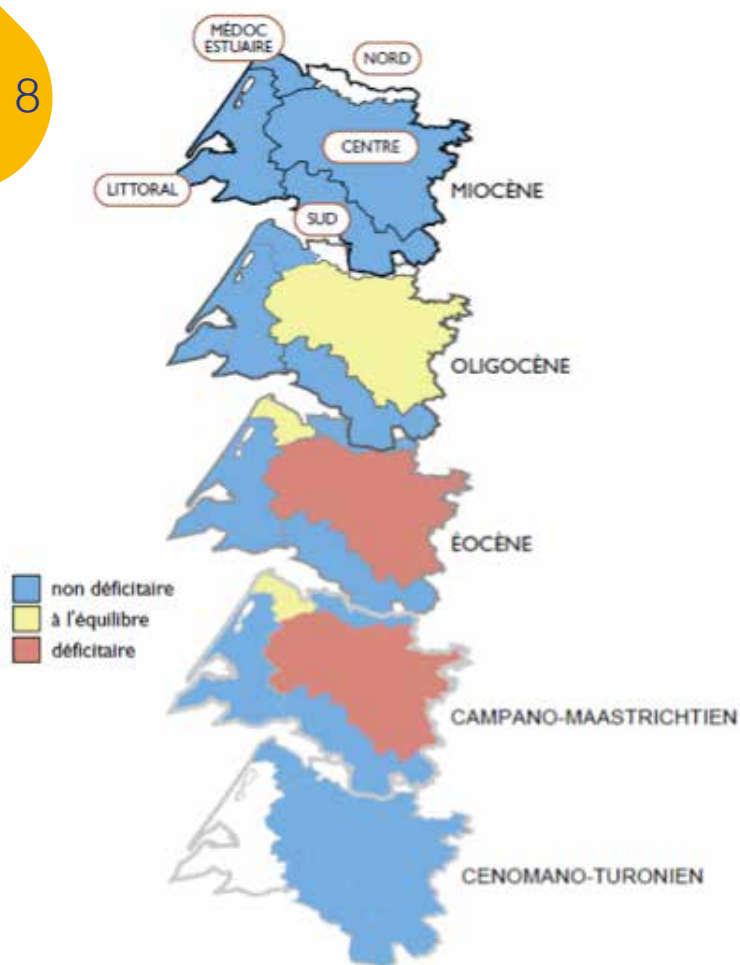 8
MÉDOC
ESTUAIRE
NORD
CENTRE
LITTORAL
MIOCÈNE
SUD
OLIGOCÈNE
ÉOCÈNE
non déficitaire
à l'équilibre
déficitaire
CAMPANO-MAASTRICHTIEN
CENOMANO-TURONIEN